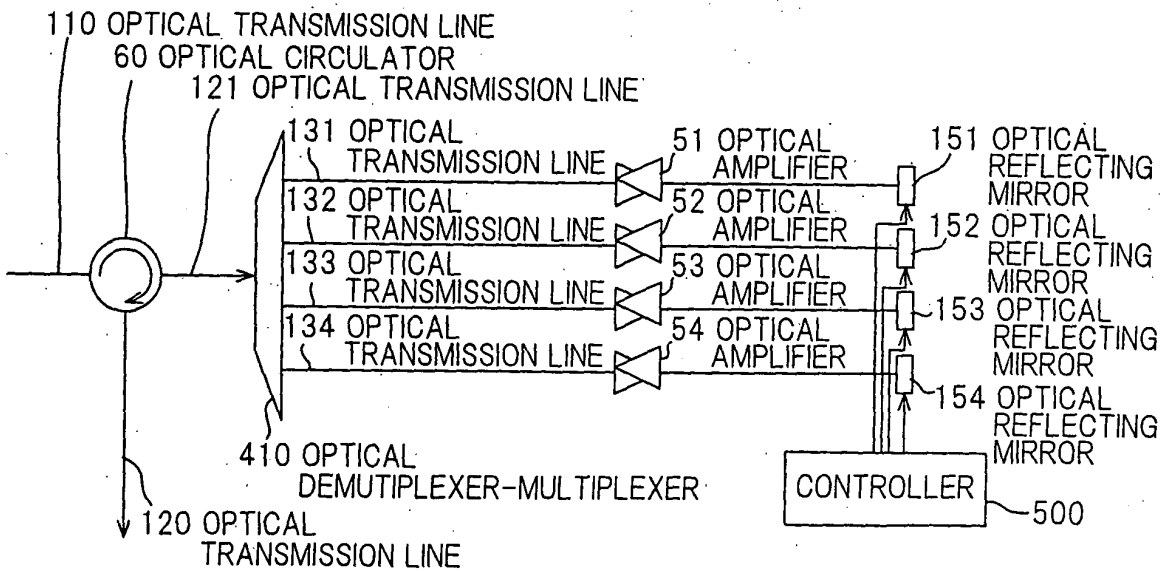 110 OPTICAL TRANSMISSION LINE
60 OPTICAL CIRCULATOR
121 OPTICAL TRANSMISSION LINE
131 OPTICAL
TRANSMISSION LINE
51 OPTICAL
AMPLIFIER
151 OPTICAL
REFLECTING
MIRROR
132 OPTICAL
TRANSMISSION LINE
52 OPTICAL
AMPLIFIER
152 OPTICAL
REFLECTING
MIRROR
133 OPTICAL
TRANSMISSION LINE
53 OPTICAL
AMPLIFIER
153 OPTICAL
REFLECTING
MIRROR
134 OPTICAL
TRANSMISSION LINE
54 OPTICAL
AMPLIFIER
154 OPTICAL
REFLECTING
MIRROR
410 OPTICAL
DEMUTIPLEXER-MULTIPLEXER
CONTROLLER
500
120 OPTICAL
TRANSMISSION LINE